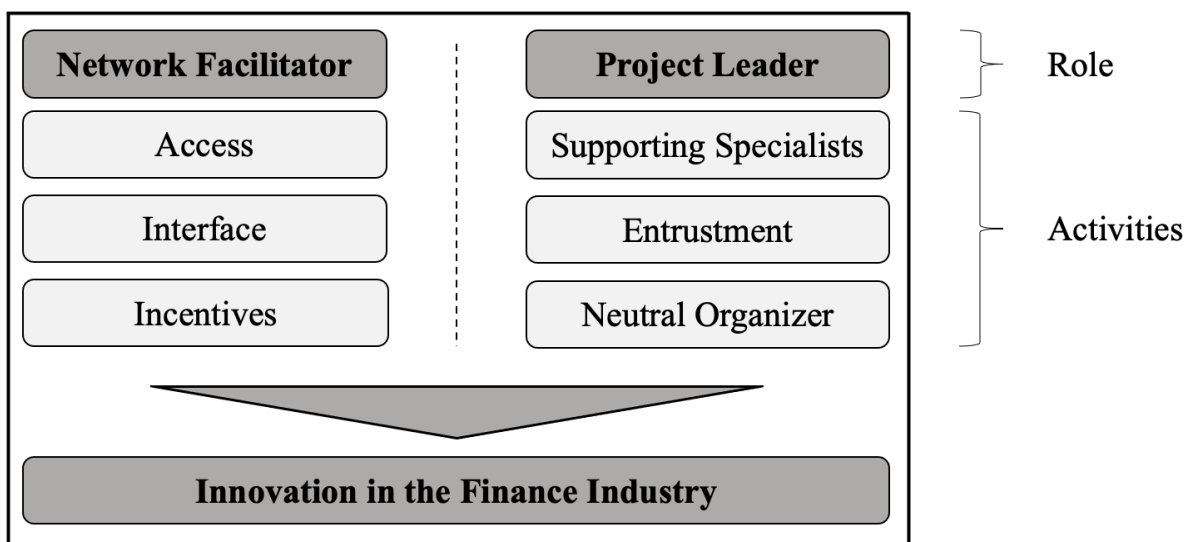 Network Facilitator
Project Leader
Role
Access
Supporting Specialists
Interface
Entrustment
Activities
Incentives
Neutral Organizer
Innovation in the Finance Industry